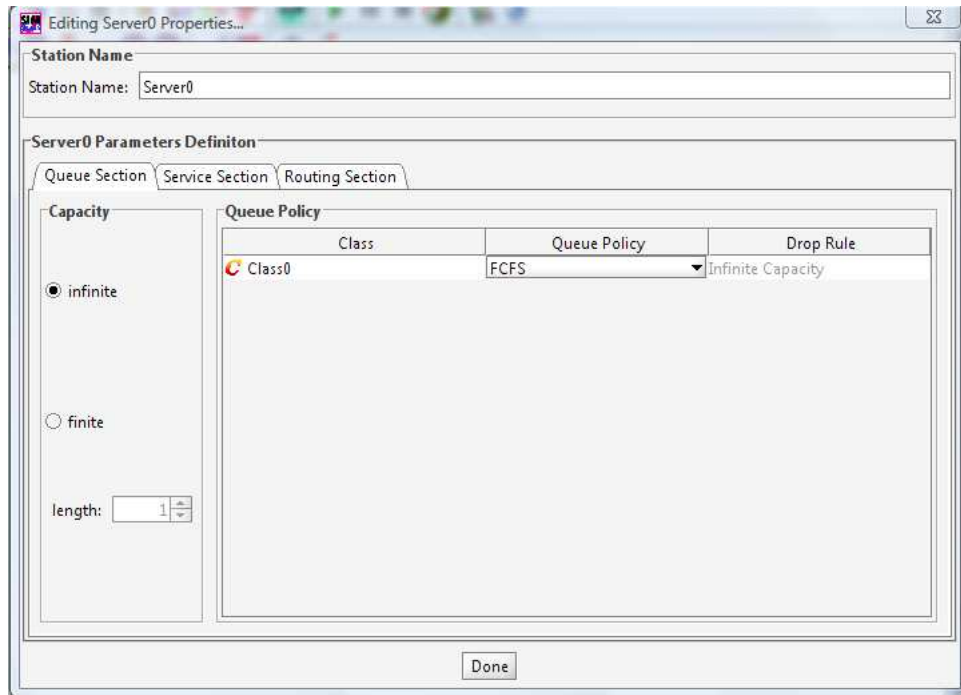 Editing Server0 Properties...
Station Name
Station Name: Server0
Server0 Parameters Definiton
Queue Section Service Section Routing Section
Capacity
infinite
finite
length: 1
Queue Policy
Class Queue Policy Drop Rule
Class0 FCFS Infinite Capacity
Done